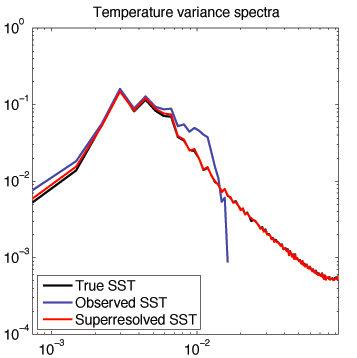 Temperature variance spectra
10^0
10^-1
10^-2
10^-3
10^-4
True SST
Observed SST
Superresolved SST
10^-3
10^-2